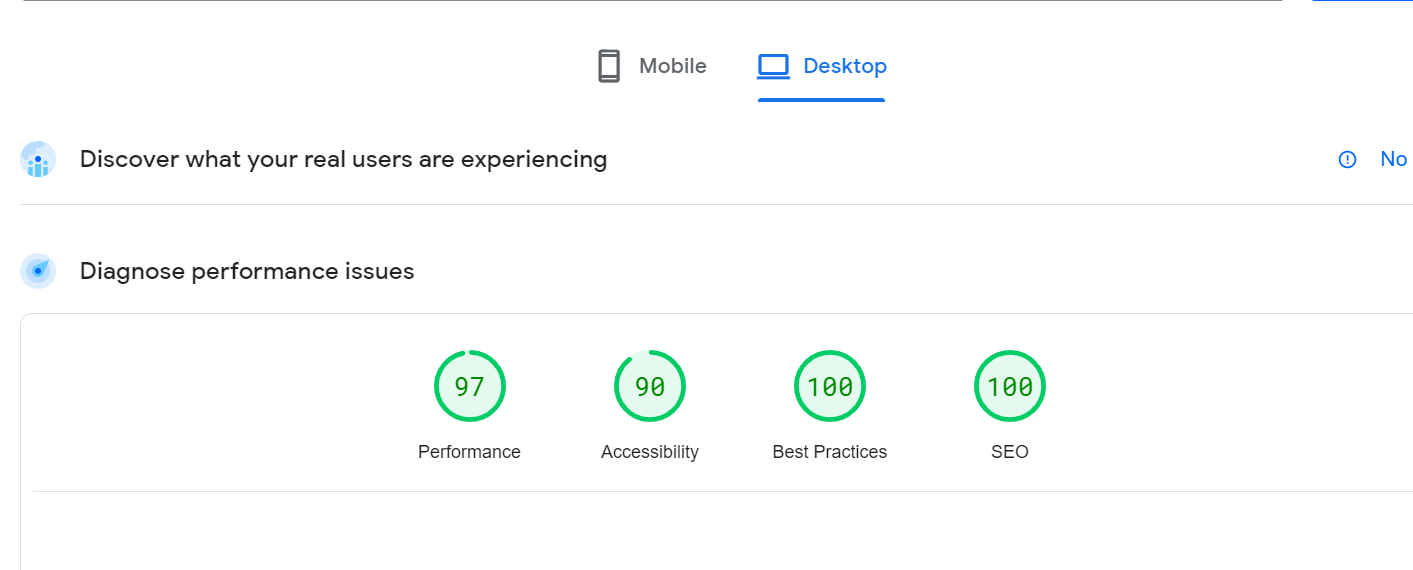 Mobile Desktop
Discover what your real users are experiencing No
Diagnose performance issues
97 90 100 100
Performance Accessibility Best Practices SEO